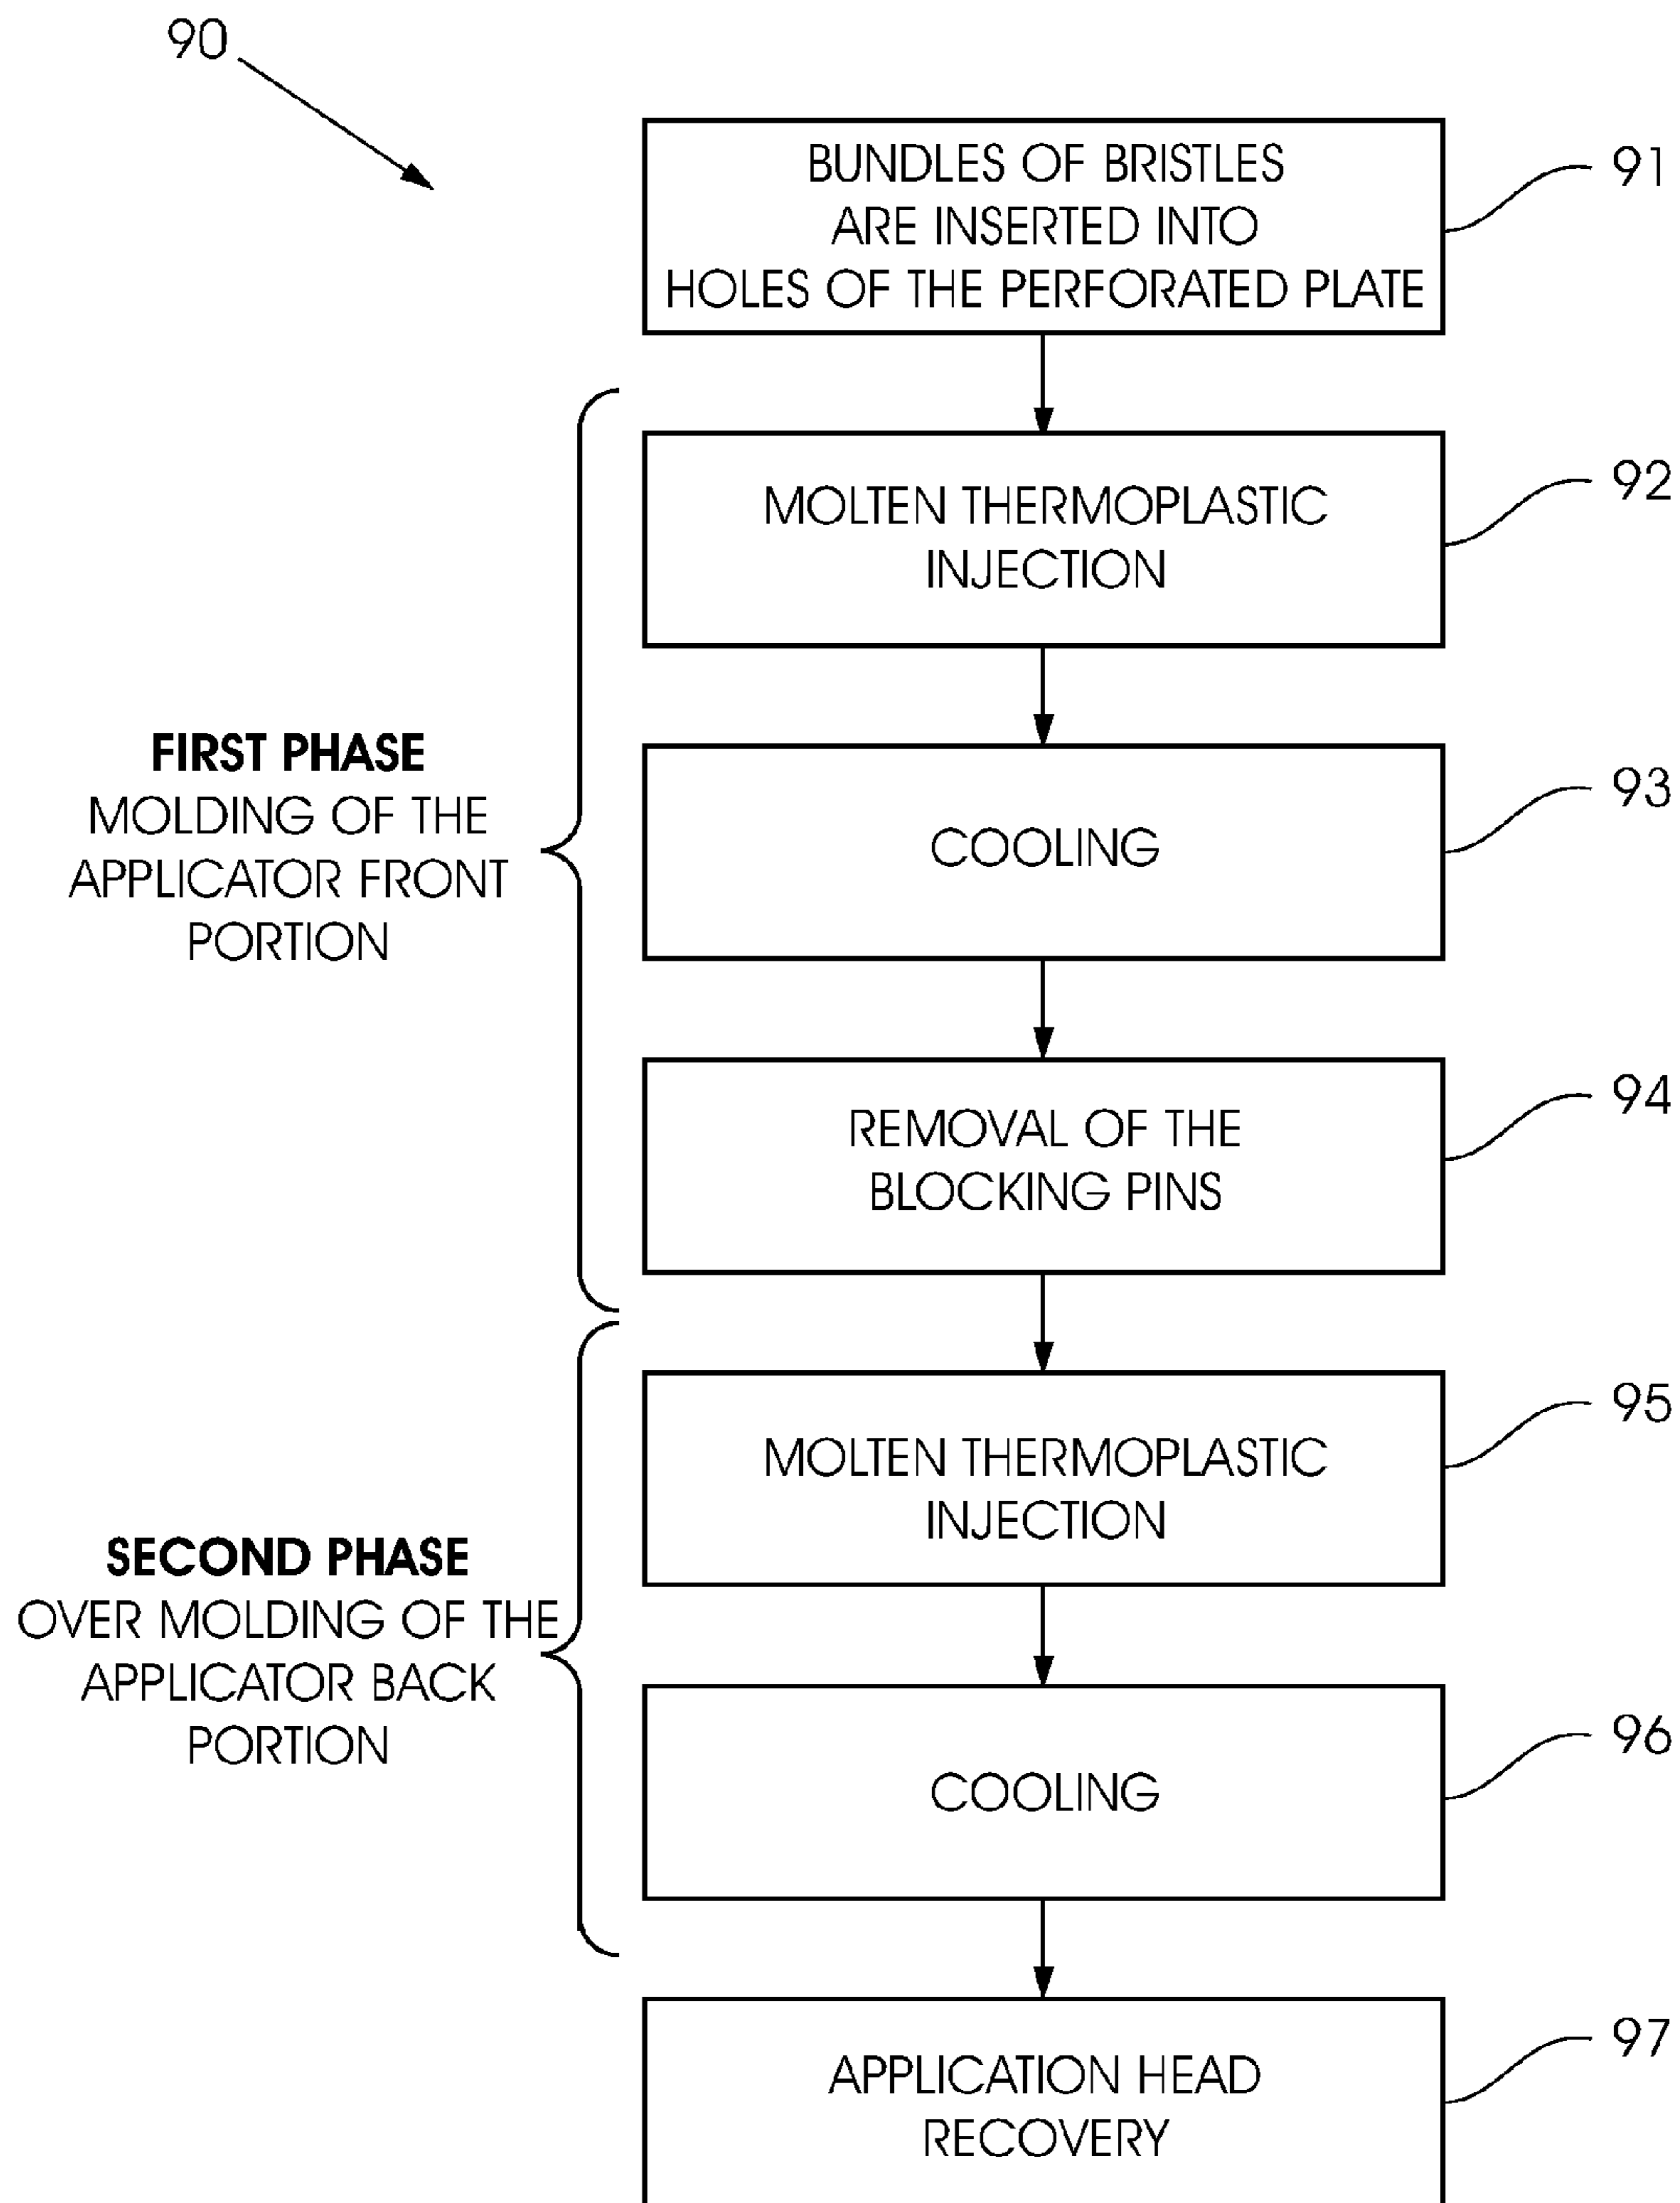 90
BUNDLES OF BRISTLES
ARE INSERTED INTO
HOLES OF THE PERFORATED PLATE
91
MOLTEN THERMOPLASTIC
INJECTION
92
FIRST PHASE
MOLDING OF THE
APPLICATOR FRONT
PORTION
COOLING
93
REMOVAL OF THE
BLOCKING PINS
94
MOLTEN THERMOPLASTIC
INJECTION
95
SECOND PHASE
OVER MOLDING OF THE
APPLICATOR BACK
PORTION
COOLING
96
APPLICATION HEAD
RECOVERY
97